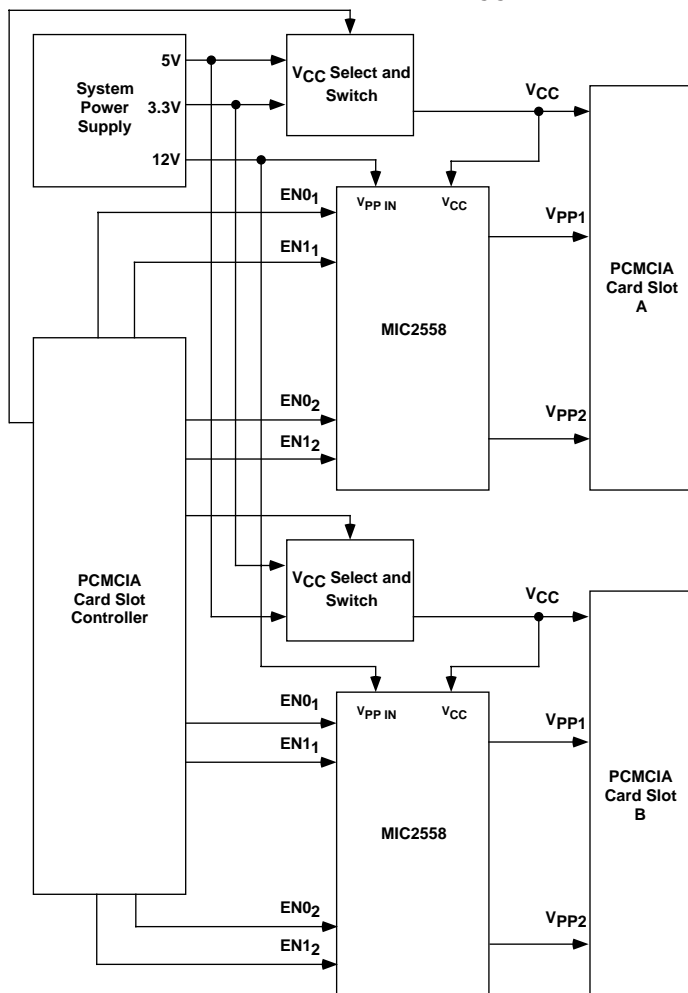 5V
System
Power
Supply
3.3V
12V
VCC Select and
Switch
VCC
EN01
EN11
VPP IN
VCC
VPP1
MIC2558
PCMCIA
Card Slot
A
EN02
EN12
VPP2
PCMCIA
Card Slot
Controller
VCC Select and
Switch
VCC
EN01
EN11
VPP IN
VCC
VPP1
MIC2558
PCMCIA
Card Slot
B
EN02
EN12
VPP2